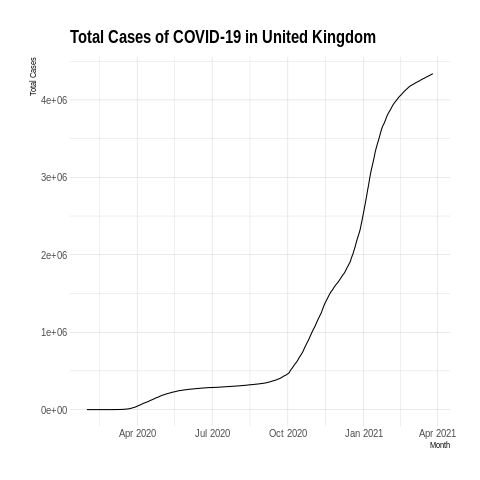 Total Cases of COVID-19 in United Kingdom
Total Cases
4e+06
3e+06
2e+06
1e+06
0e+00
Apr 2020 Jul 2020 Oct 2020 Jan 2021 Apr 2021
Month